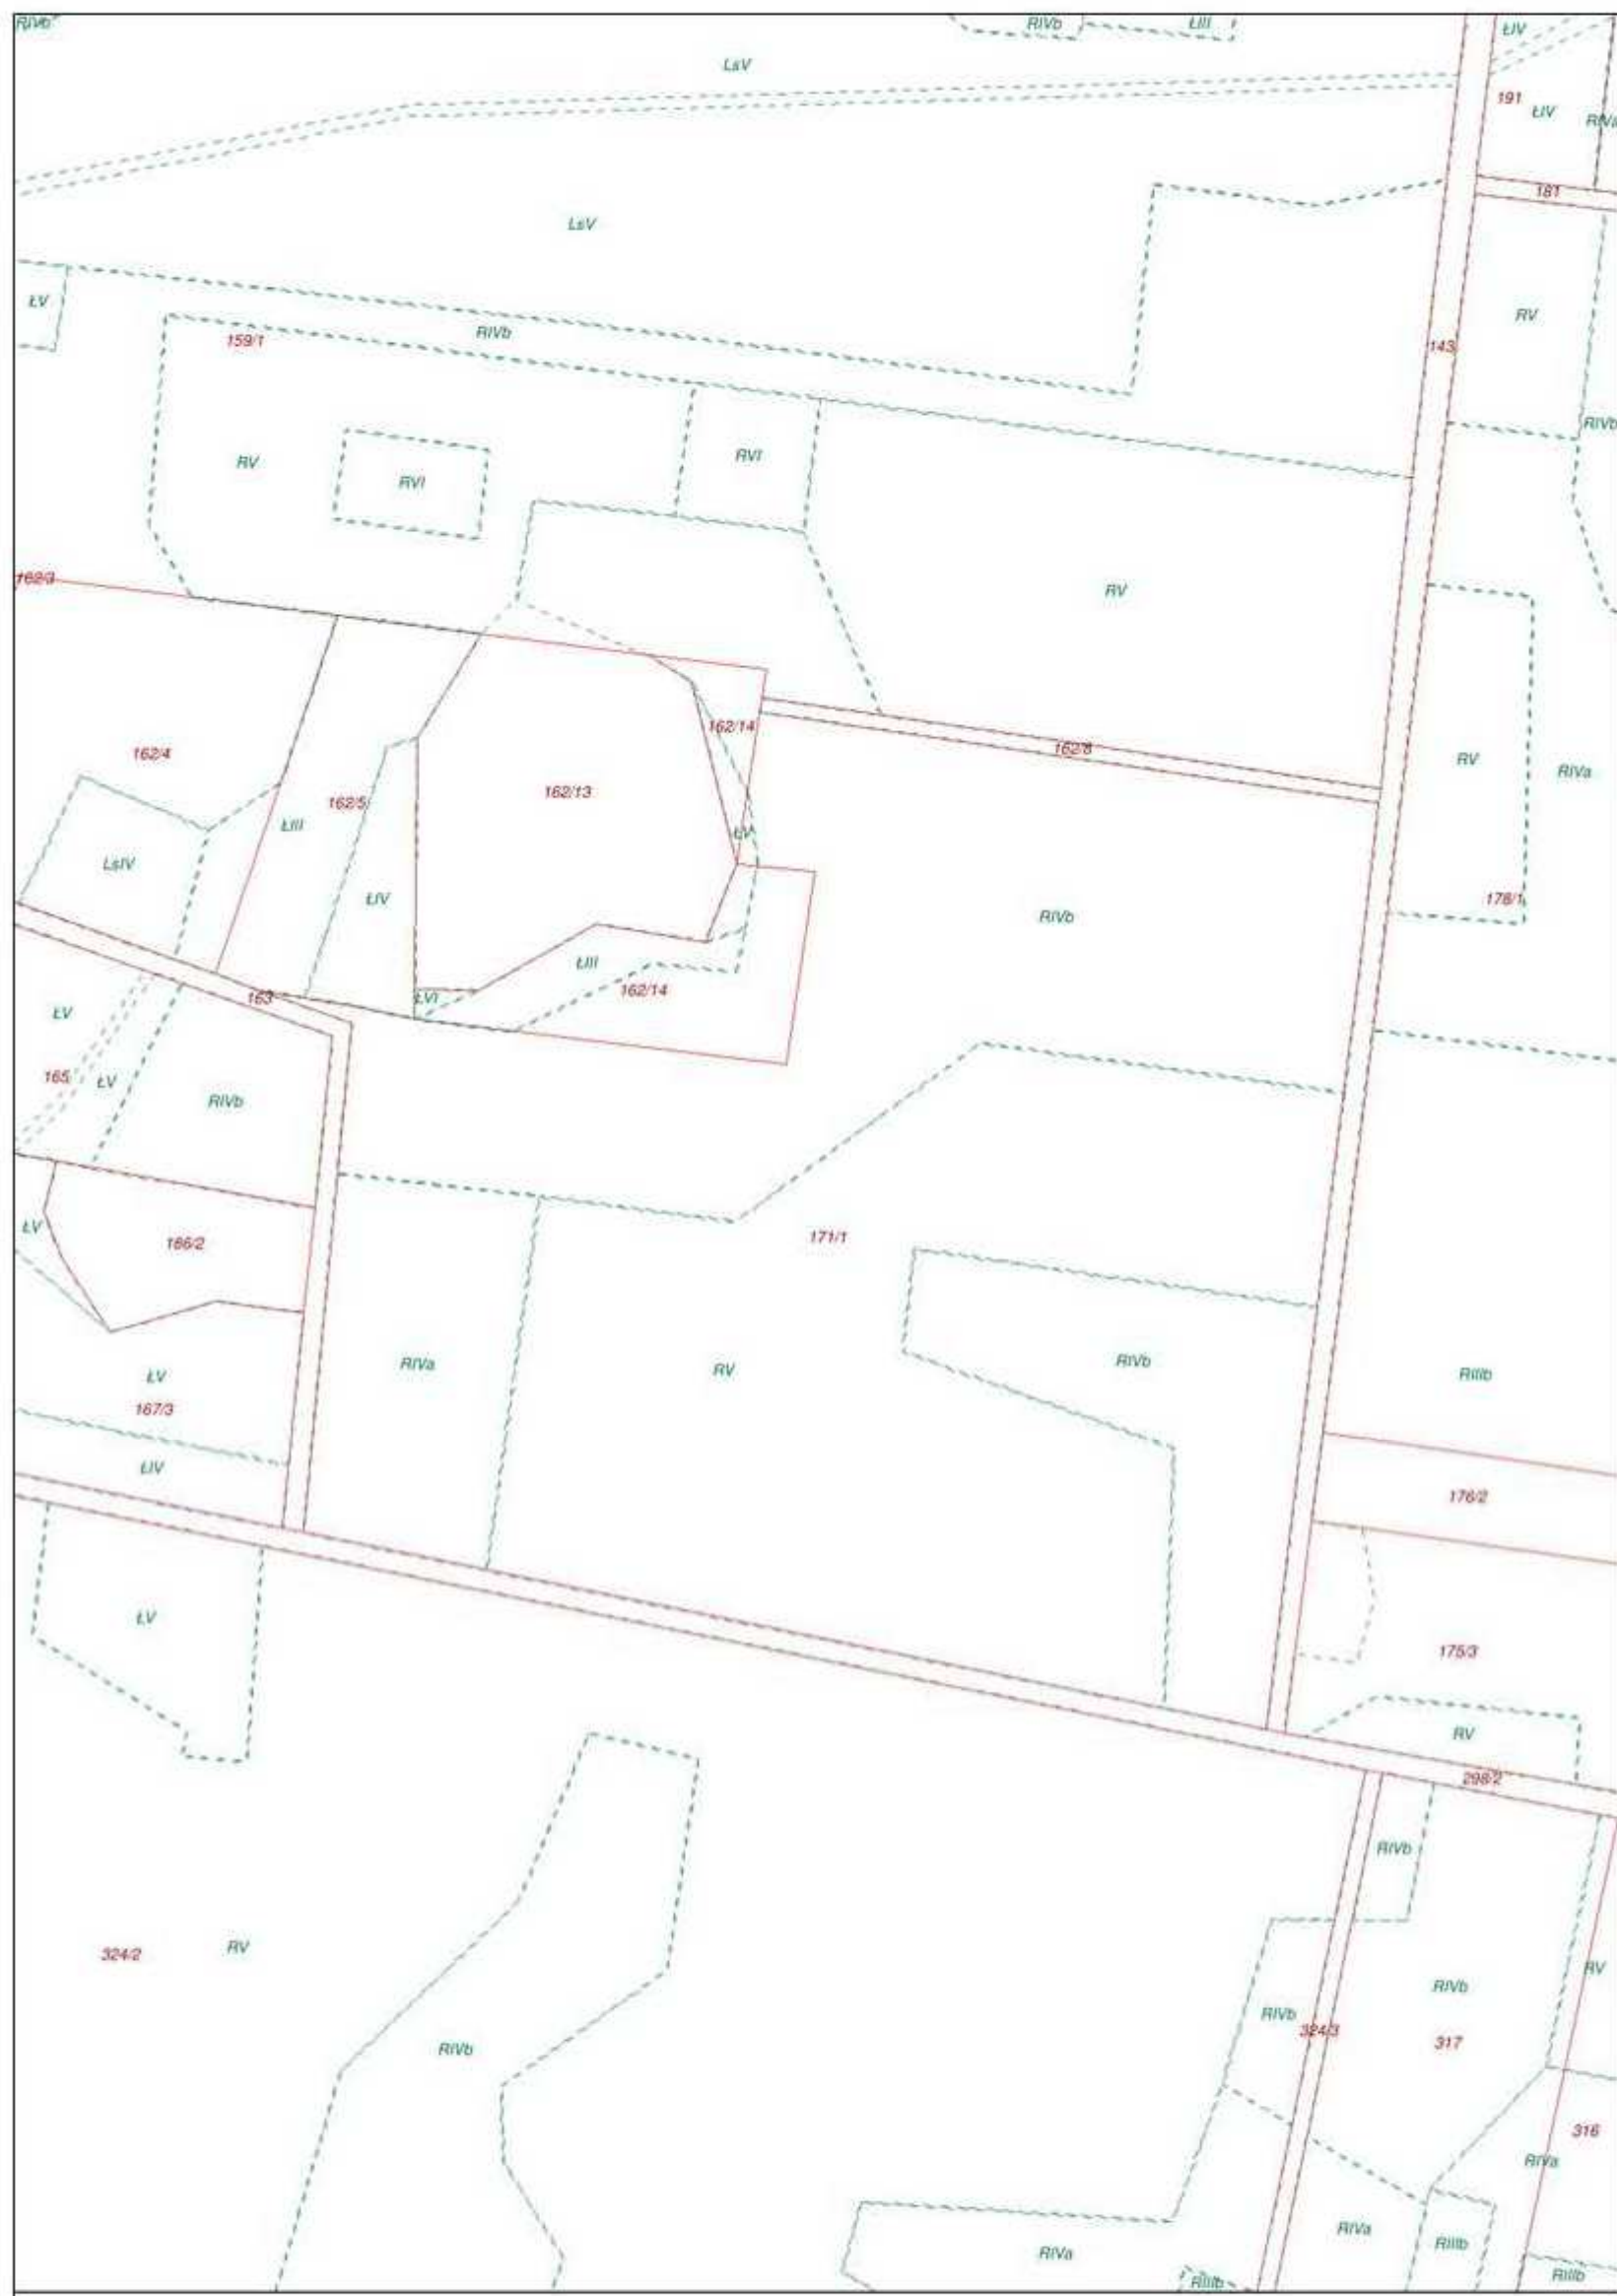 RIVb
RIVb
ŁIII
ŁIV
LsV
191
ŁIV
RIVa
181
LsV
ŁV
RV
RIVb
159/1
143
RIVb
RV
RVI
RVI
162/3
RV
162/14
162/4
162/8
RV
RIVa
162/5
162/13
ŁIII
ŁV
LsIV
ŁIV
178/1
RIVb
ŁIII
162/14
163
ŁVI
ŁV
165
ŁV
RIVb
ŁV
166/2
171/1
RIVa
RV
RIVb
RIIIb
ŁV
167/3
ŁIV
176/2
ŁV
175/3
RV
298/2
RIVb
324/2
RV
RV
RIVb
RIVb
324/3
317
RIVb
316
RIVa
RIVa
RIIIb
RIVa
RIIIb
RIIIb